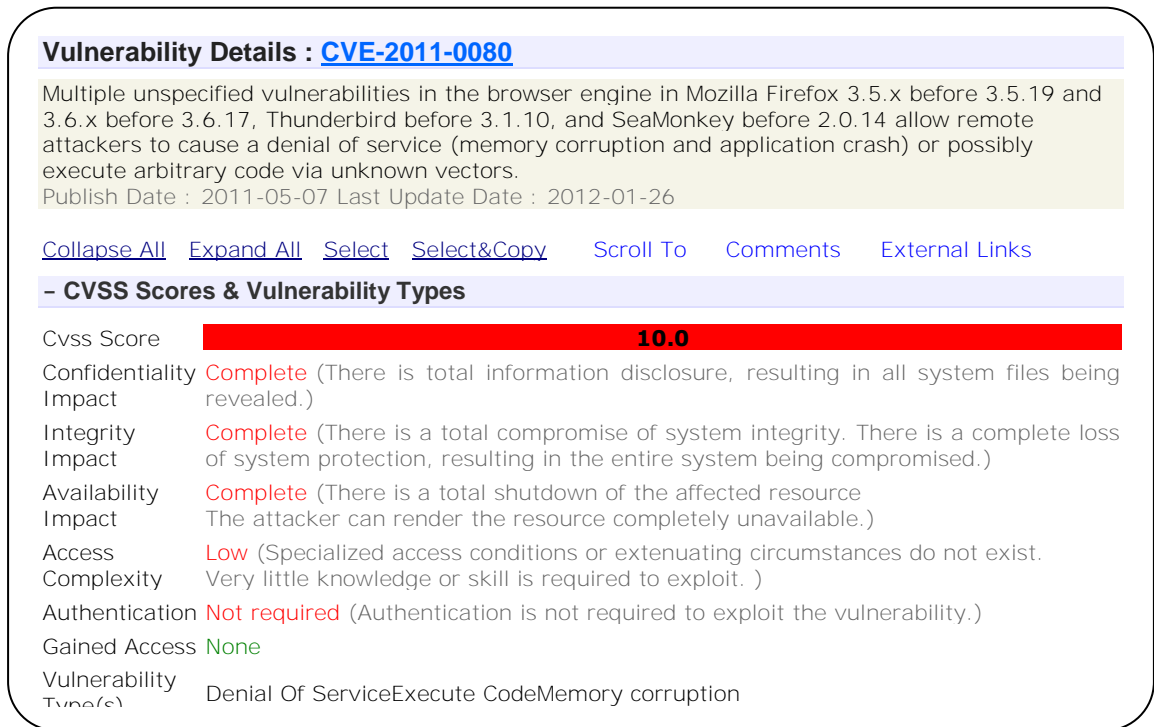 Vulnerability Details : CVE-2011-0080
Multiple unspecified vulnerabilities in the browser engine in Mozilla Firefox 3.5.x before 3.5.19 and
3.6.x before 3.6.17, Thunderbird before 3.1.10, and SeaMonkey before 2.0.14 allow remote
attackers to cause a denial of service (memory corruption and application crash) or possibly
execute arbitrary code via unknown vectors.
Publish Date : 2011-05-07 Last Update Date : 2012-01-26
Collapse All Expand All Select Select&Copy Scroll To Comments External Links
– CVSS Scores & Vulnerability Types
Cvss Score 10.0
Confidentiality Complete (There is total information disclosure, resulting in all system files being
Impact revealed.)
Integrity Complete (There is a total compromise of system integrity. There is a complete loss
Impact of system protection, resulting in the entire system being compromised.)
Availability Complete (There is a total shutdown of the affected resource
Impact The attacker can render the resource completely unavailable.)
Access Low (Specialized access conditions or extenuating circumstances do not exist.
Complexity Very little knowledge or skill is required to exploit. )
Authentication Not required (Authentication is not required to exploit the vulnerability.)
Gained Access None
Vulnerability
Type(s) Denial Of ServiceExecute CodeMemory corruption